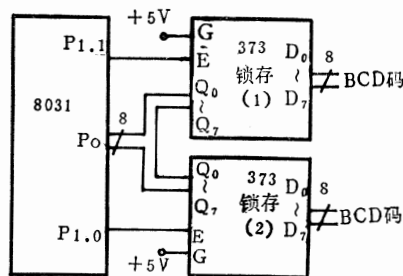 +5V
G
P1.1
Ē
373
锁存
(1)
D0
~
D7
8
BCD码
Q0
~
Q7
8031
8
P0
373
锁存
(2)
D0
~
D7
8
BCD码
Q0
~
Q7
P1.0
E
+5V
G